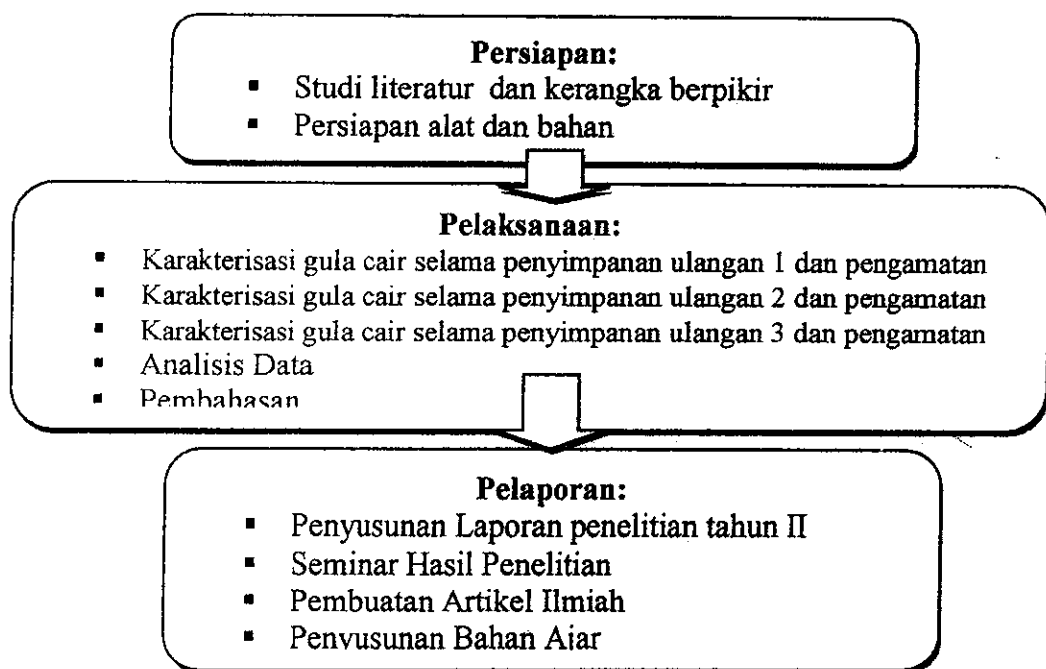 Persiapan:
▪ Studi literatur dan kerangka berpikir
▪ Persiapan alat dan bahan
Pelaksanaan:
▪ Karakterisasi gula cair selama penyimpanan ulangan 1 dan pengamatan
▪ Karakterisasi gula cair selama penyimpanan ulangan 2 dan pengamatan
▪ Karakterisasi gula cair selama penyimpanan ulangan 3 dan pengamatan
▪ Analisis Data
▪ Pembahasan
Pelaporan:
▪ Penyusunan Laporan penelitian tahun II
▪ Seminar Hasil Penelitian
▪ Pembuatan Artikel Ilmiah
▪ Penyusunan Bahan Ajar